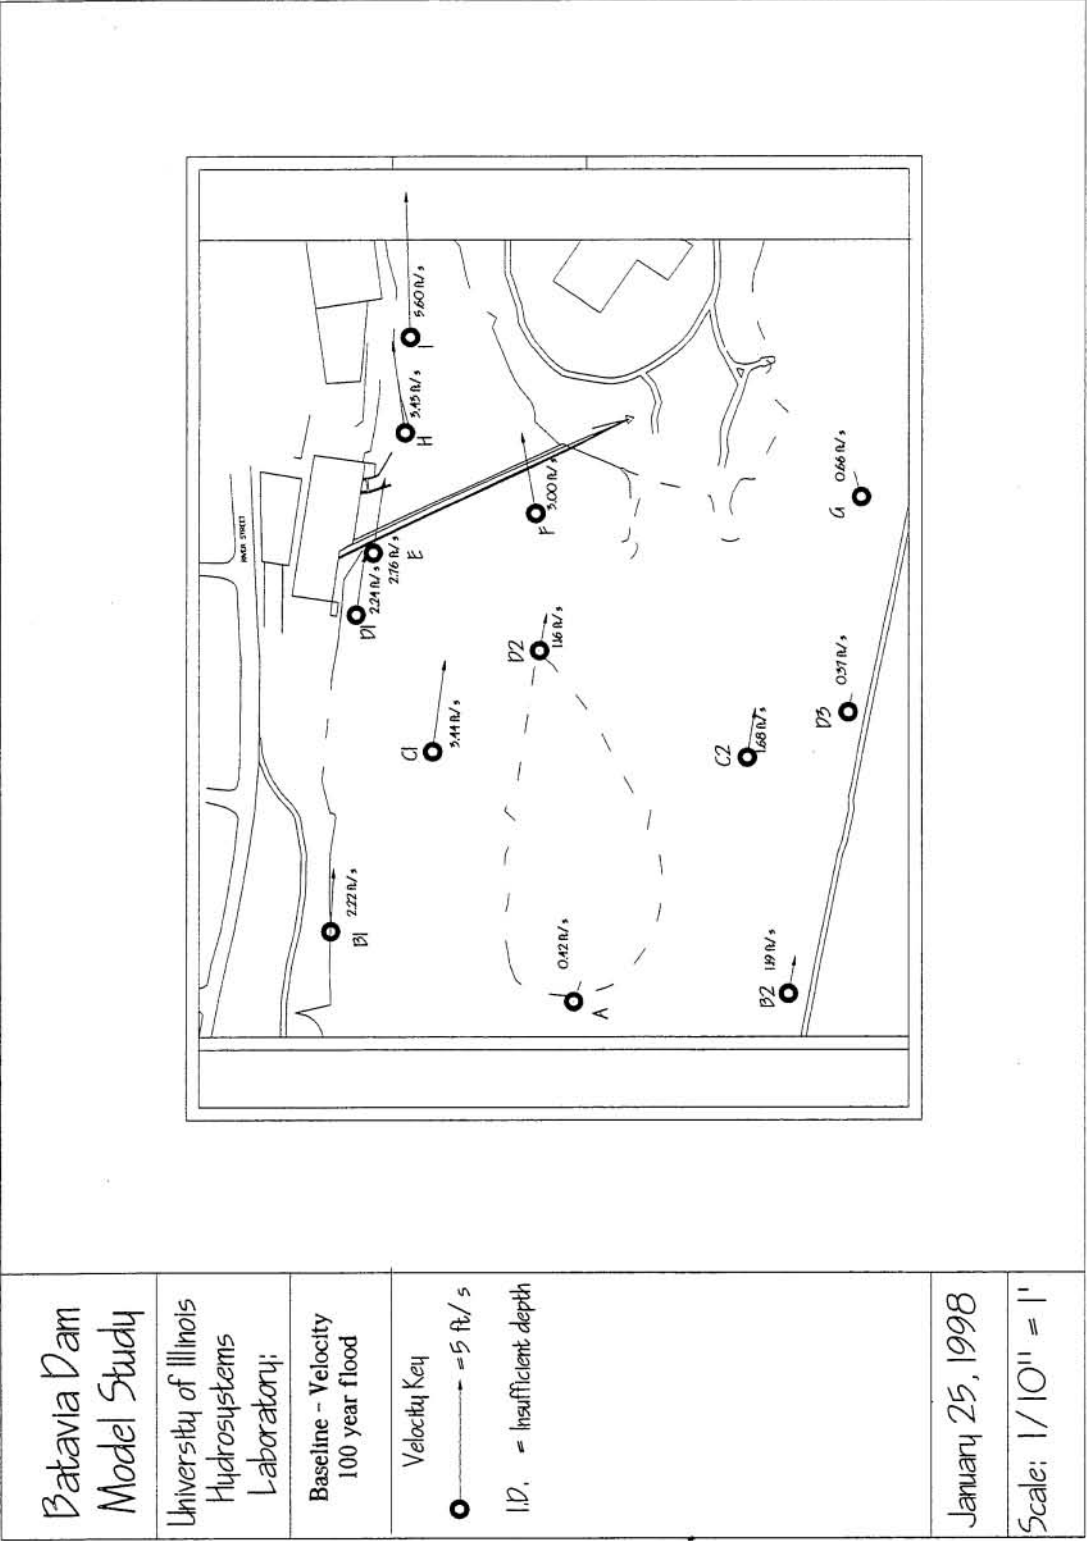 Batavia Dam
Model Study
University of Illinois
Hydrosystems
Laboratory:
Baseline - Velocity
100 year flood
Velocity Key
= 5 ft/s
I.D. = Insufficient depth
January 25, 1998
Scale: 1/10" = 1'
RIVER STREET
B1
2.22 ft/s
A
0.42 ft/s
B2
1.19 ft/s
C1
3.44 ft/s
C2
1.68 ft/s
D1
2.24 ft/s
D2
1.16 ft/s
D3
0.37 ft/s
E
2.76 ft/s
F
3.00 ft/s
G
0.66 ft/s
H
3.43 ft/s
I
5.60 ft/s